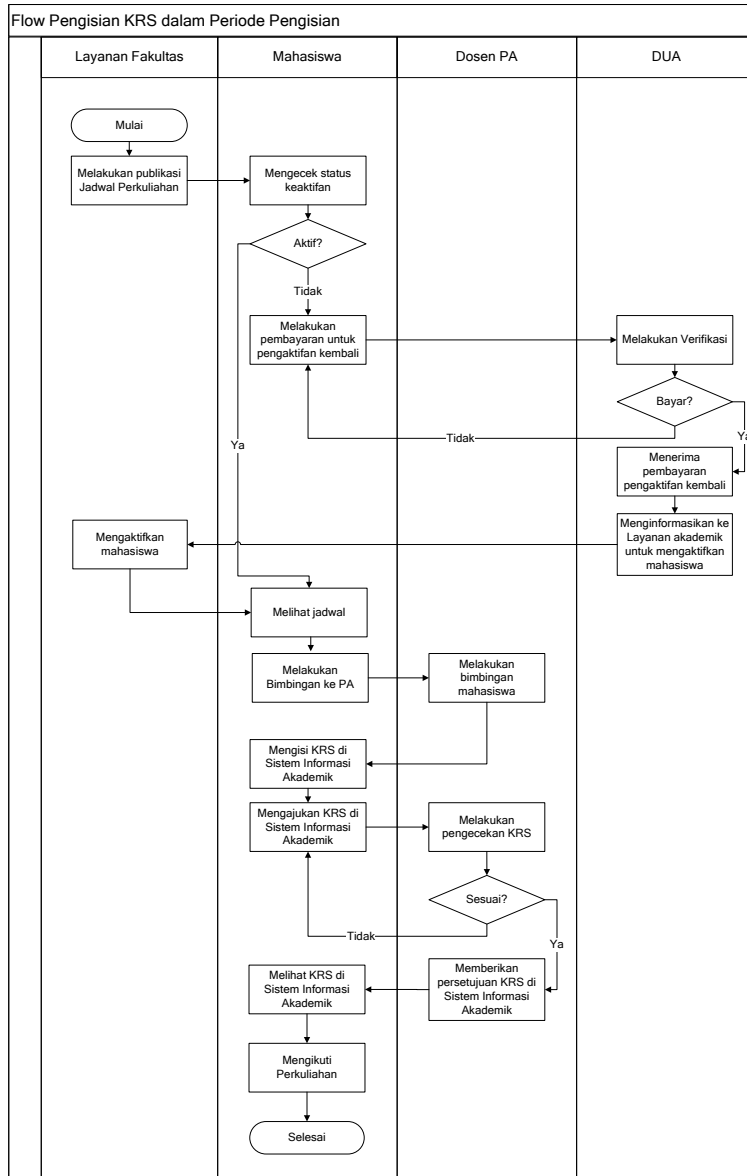 Flow Pengisian KRS dalam Periode Pengisian
Layanan Fakultas
Mahasiswa
Dosen PA
DUA
Mulai
Melakukan publikasi
Jadwal Perkuliahan
Mengecek status
keaktifan
Aktif?
Tidak
Melakukan
pembayaran untuk
pengaktifan kembali
Melakukan Verifikasi
Bayar?
Tidak
Ya
Ya
Menerima
pembayaran
pengaktifan kembali
Menginformasikan ke
Layanan akademik
untuk mengaktifkan
mahasiswa
Mengaktifkan
mahasiswa
Melihat jadwal
Melakukan
Bimbingan ke PA
Melakukan
bimbingan
mahasiswa
Mengisi KRS di
Sistem Informasi
Akademik
Mengajukan KRS di
Sistem Informasi
Akademik
Melakukan
pengecekan KRS
Sesuai?
Tidak
Ya
Memberikan
persetujuan KRS di
Sistem Informasi
Akademik
Melihat KRS di
Sistem Informasi
Akademik
Mengikuti
Perkuliahan
Selesai